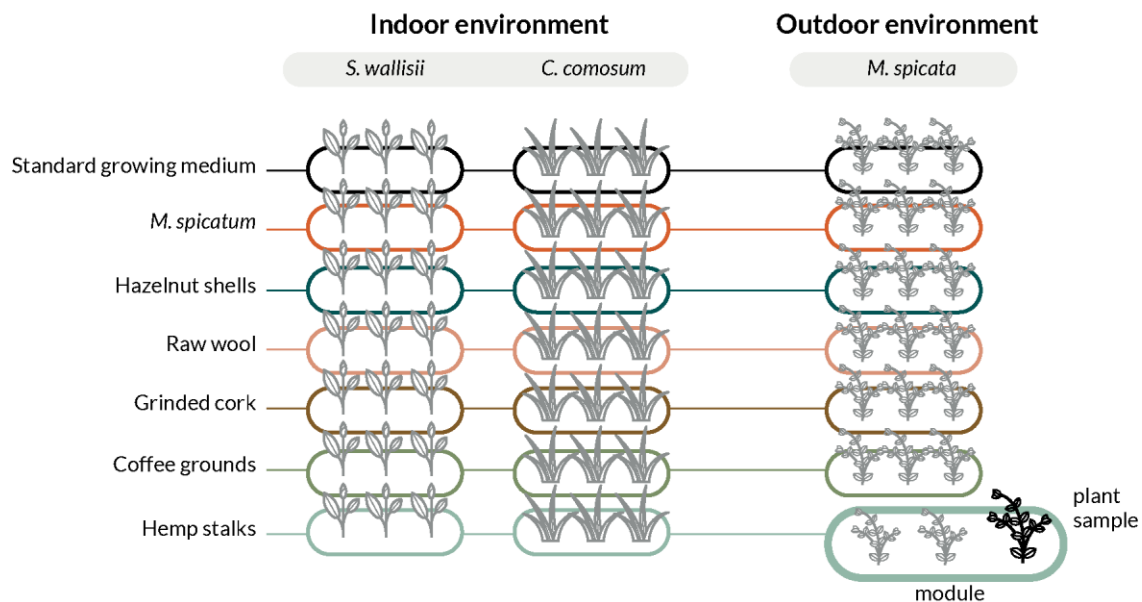 Indoor environment
Outdoor environment
S. wallisii
C. comosum
M. spicata
Standard growing medium
M. spicatum
Hazelnut shells
Raw wool
Grinded cork
Coffee grounds
Hemp stalks
plant
sample
module